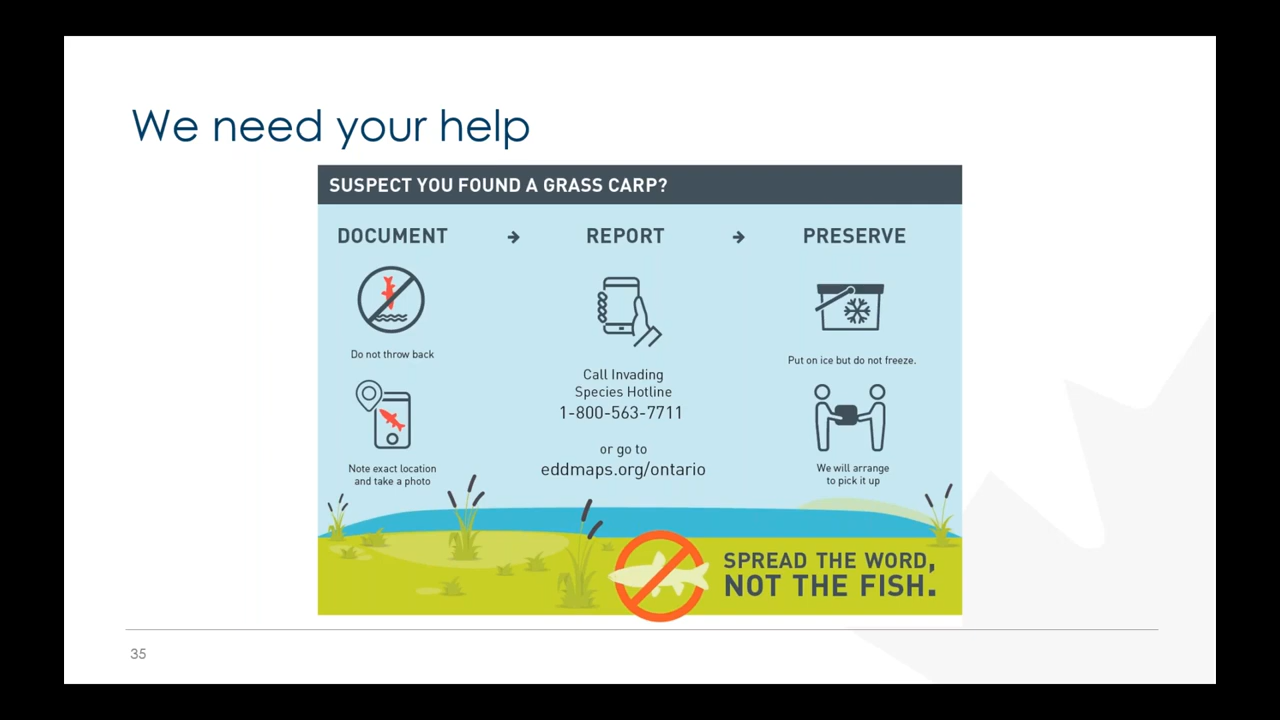 We need your help
SUSPECT YOU FOUND A GRASS CARP?
DOCUMENT → REPORT → PRESERVE
Do not throw back
Note exact location
and take a photo
Call Invading
Species Hotline
1-800-563-7711
or go to
eddmaps.org/ontario
Put on ice but do not freeze.
We will arrange
to pick it up
SPREAD THE WORD,
NOT THE FISH.
35